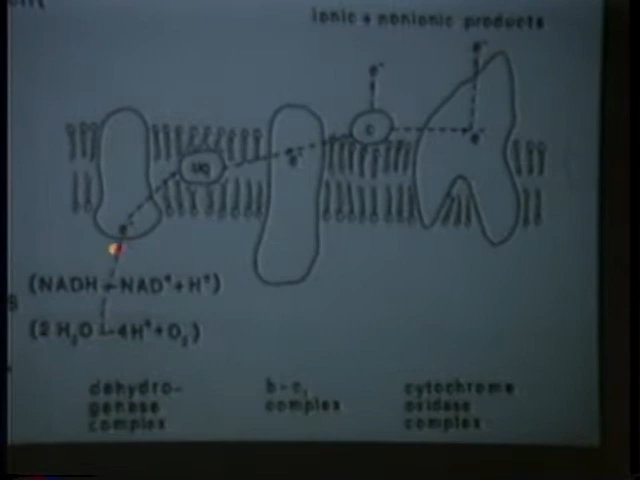 ionic + nonionic products
e⁻
e⁻
UQ
e⁻
c
e⁻
e⁻
(NADH–NAD⁺+H⁺)
(2 H₂O–4H⁺+O₂)
dehydro-
genase
complex
b-c₁
complex
cytochrome
oxidase
complex